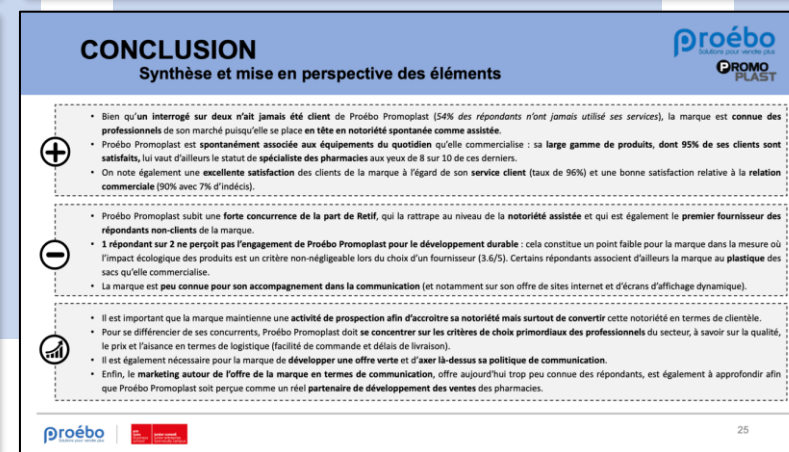 CONCLUSION
Synthèse et mise en perspective des éléments
proébo
Solutions pour vendre plus
PROMO
PLAST
• Bien qu'un interrogé sur deux n'ait jamais été client de Proébo Promoplast (54% des répondants n'ont jamais utilisé ses services), la marque est connue des
professionnels de son marché puisqu'elle se place en tête en notoriété spontanée comme assistée.
• Proébo Promoplast est spontanément associée aux équipements du quotidien qu'elle commercialise : sa large gamme de produits, dont 95% de ses clients sont
satisfaits, lui vaut d'ailleurs le statut de spécialiste des pharmacies aux yeux de 8 sur 10 de ces derniers.
• On note également une excellente satisfaction des clients de la marque à l'égard de son service client (taux de 96%) et une bonne satisfaction relative à la relation
commerciale (90% avec 7% d'indécis).
• Proébo Promoplast subit une forte concurrence de la part de Retif, qui la rattrape au niveau de la notoriété assistée et qui est également le premier fournisseur des
répondants non-clients de la marque.
• 1 répondant sur 2 ne perçoit pas l'engagement de Proébo Promoplast pour le développement durable : cela constitue un point faible pour la marque dans la mesure où
l'impact écologique des produits est un critère non-négligeable lors du choix d'un fournisseur (3.6/5). Certains répondants associent d'ailleurs la marque au plastique des
sacs qu'elle commercialise.
• La marque est peu connue pour son accompagnement dans la communication (et notamment sur son offre de sites internet et d'écrans d'affichage dynamique).
• Il est important que la marque maintienne une activité de prospection afin d'accroitre sa notoriété mais surtout de convertir cette notoriété en termes de clientèle.
• Pour se différencier de ses concurrents, Proébo Promoplast doit se concentrer sur les critères de choix primordiaux des professionnels du secteur, à savoir sur la qualité,
le prix et l'aisance en termes de logistique (facilité de commande et délais de livraison).
• Il est également nécessaire pour la marque de développer une offre verte et d'axer là-dessus sa politique de communication.
• Enfin, le marketing autour de l'offre de la marque en termes de communication, offre aujourd'hui trop peu connue des répondants, est également à approfondir afin
que Proébo Promoplast soit perçue comme un réel partenaire de développement des ventes des pharmacies.
proébo
25